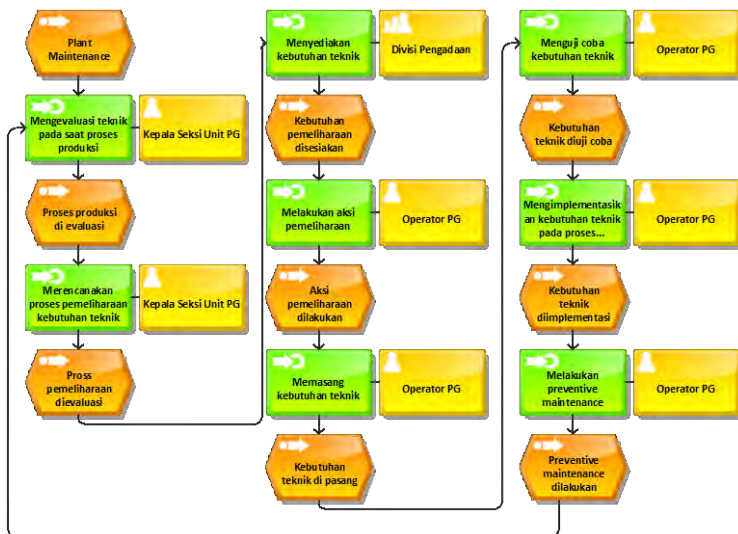 Plant
Maintenance
Mengevaluasi teknik
pada saat proses
produksi
Kepala Seksi Unit PG
Proses produksi
di evaluasi
Merencanakan
proses pemeliharaan
kebutuhan teknik
Kepala Seksi Unit PG
Pross
pemeliharaan
dievaluasi
Menyediakan
kebutuhan teknik
Divisi Pengadaan
Kebutuhan
pemeliharaan
disesiakan
Melakukan aksi
pemeliharaan
Operator PG
Aksi
pemeliharaan
dilakukan
Memasang
kebutuhan teknik
Operator PG
Kebutuhan
teknik di pasang
Menguji coba
kebutuhan teknik
Operator PG
Kebutuhan
teknik diuji coba
Mengimplementasik
an kebutuhan teknik
pada proses...
Operator PG
Kebutuhan
teknik
diimplementasi
Melakukan
preventive
maintenance
Operator PG
Preventive
maintenance
dilakukan